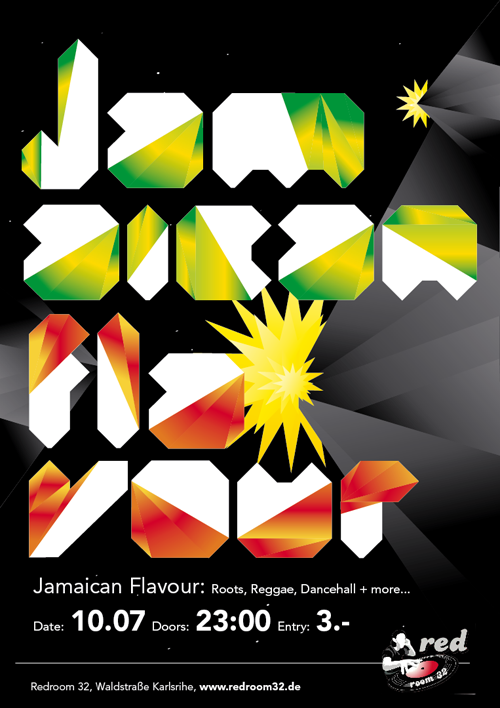 Jam
aican
fla
vour
Jamaican Flavour: Roots, Reggae, Dancehall + more...
Date: 10.07 Doors: 23:00 Entry: 3.-
red
room 32
Redroom 32, Waldstraße Karlsrihe, www.redroom32.de